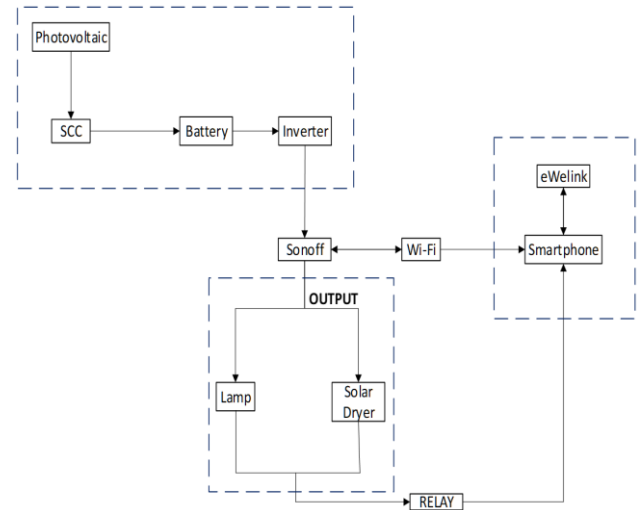 Photovoltaic
SCC
Battery
Inverter
eWelink
Sonoff
Wi-Fi
Smartphone
OUTPUT
Lamp
Solar
Dryer
RELAY